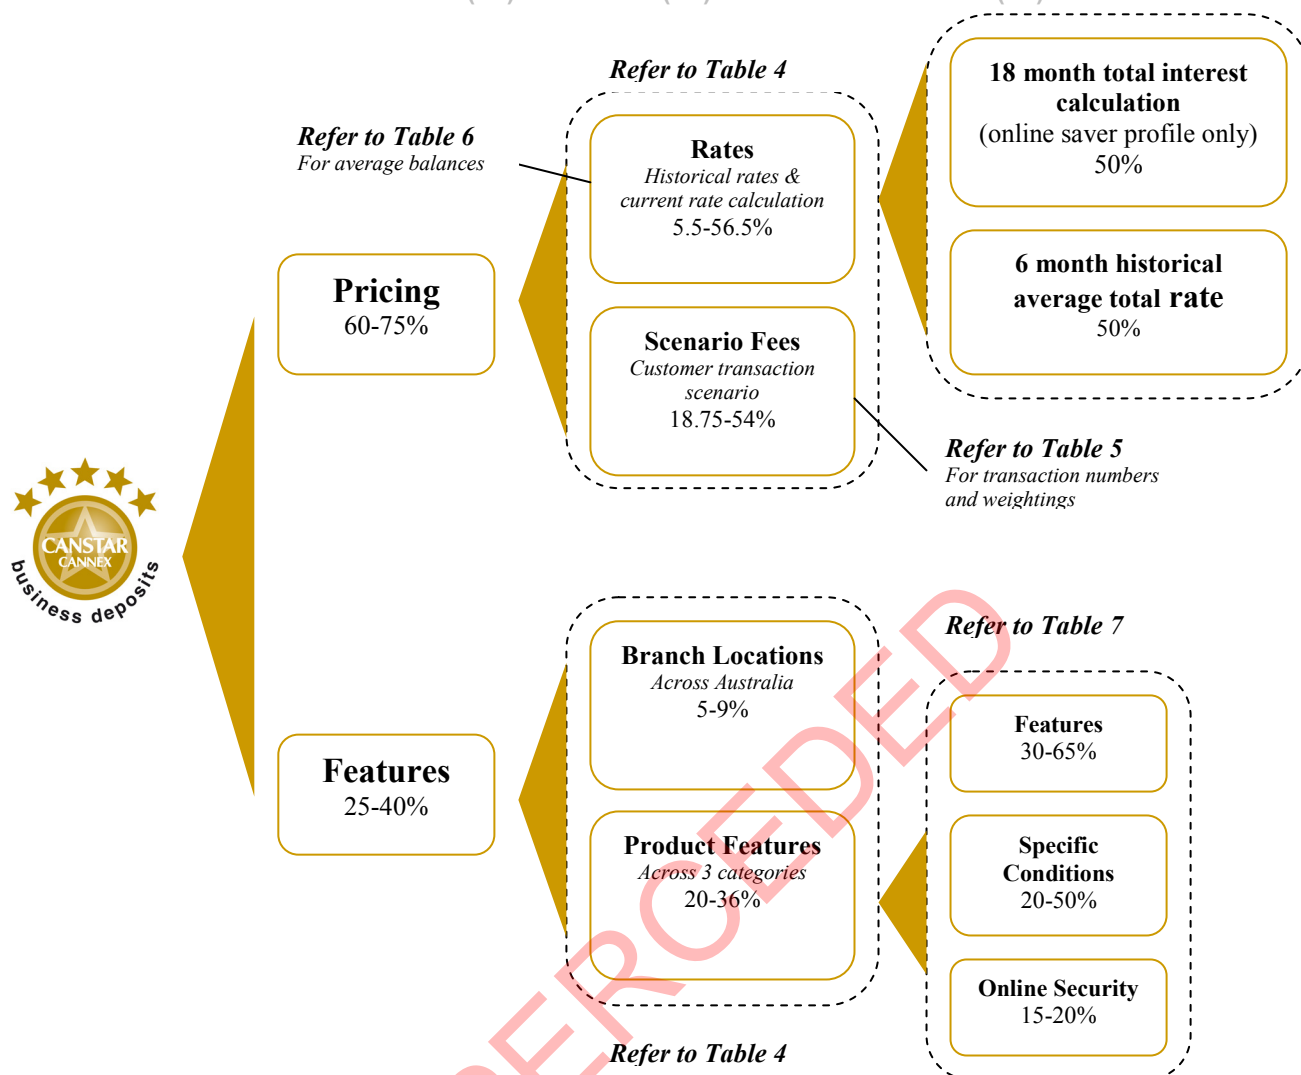 Refer to Table 4
18 month total interest
calculation
(online saver profile only)
50%
Refer to Table 6
For average balances
Rates
Historical rates &
current rate calculation
5.5-56.5%
6 month historical
average total rate
50%
Pricing
60-75%
Scenario Fees
Customer transaction
scenario
18.75-54%
Refer to Table 5
For transaction numbers
and weightings
CANSTAR
CANNEX
business deposits
Refer to Table 7
Branch Locations
Across Australia
5-9%
Features
30-65%
Features
25-40%
Product Features
Across 3 categories
20-36%
Specific
Conditions
20-50%
Online Security
15-20%
Refer to Table 4
PERCEDED